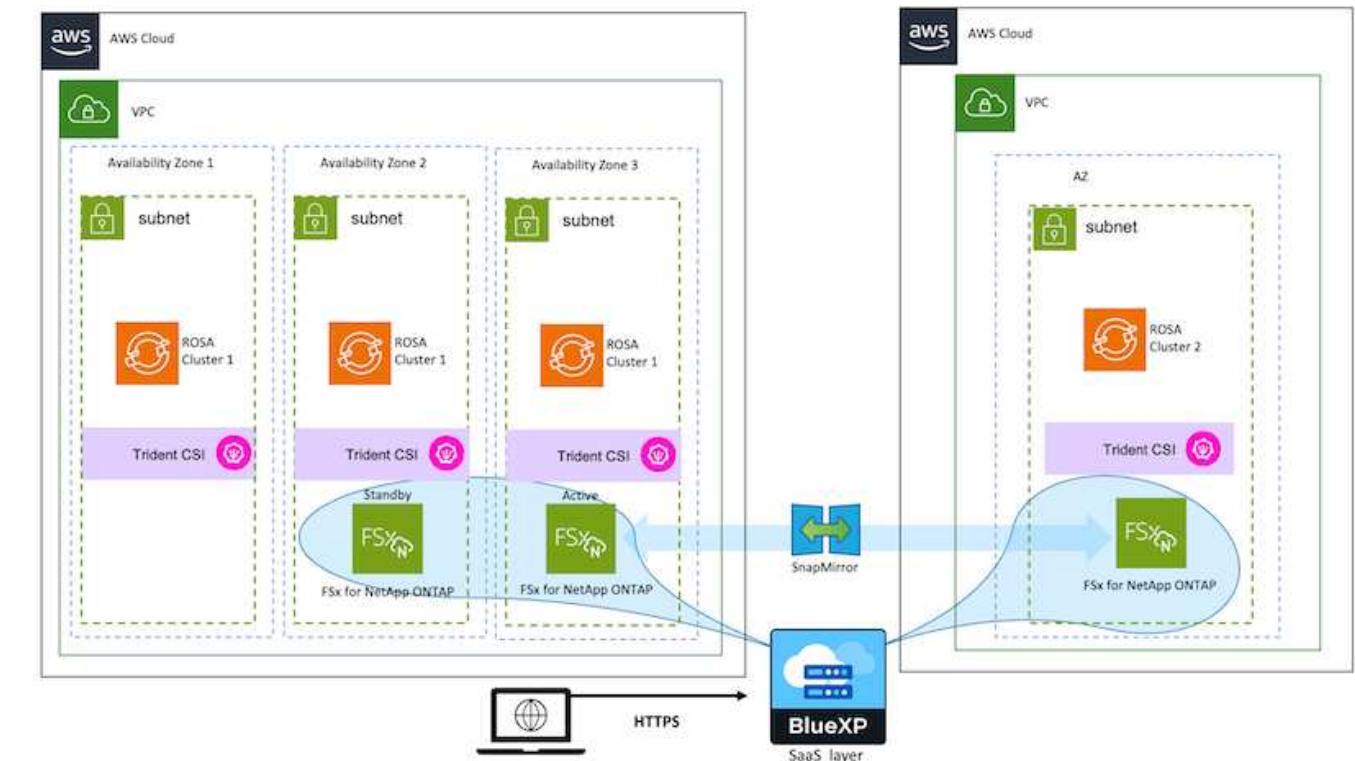 aws
AWS Cloud
VPC
Availability Zone 1
Availability Zone 2
Availability Zone 3
subnet
subnet
subnet
ROSA
Cluster 1
ROSA
Cluster 1
ROSA
Cluster 1
Trident CSI
Trident CSI
Trident CSI
Standby
Active
FSx N
FSx N
FSx for NetApp ONTAP
FSx for NetApp ONTAP
SnapMirror
aws
AWS Cloud
VPC
AZ
subnet
ROSA
Cluster 2
Trident CSI
FSx N
FSx for NetApp ONTAP
HTTPS
BlueXP
SaaS layer